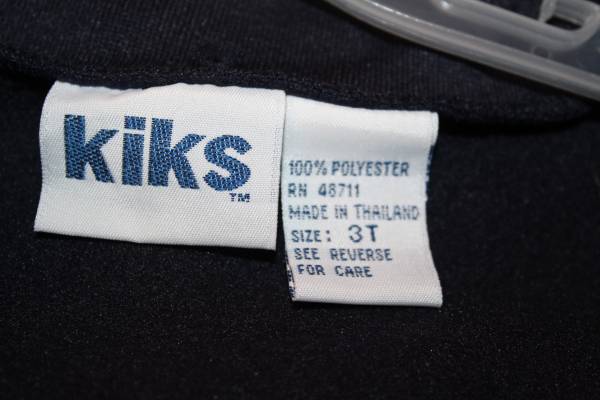 kiks
TM
100% POLYESTER
RN 48711
MADE IN THAILAND
SIZE: 3T
SEE REVERSE
FOR CARE